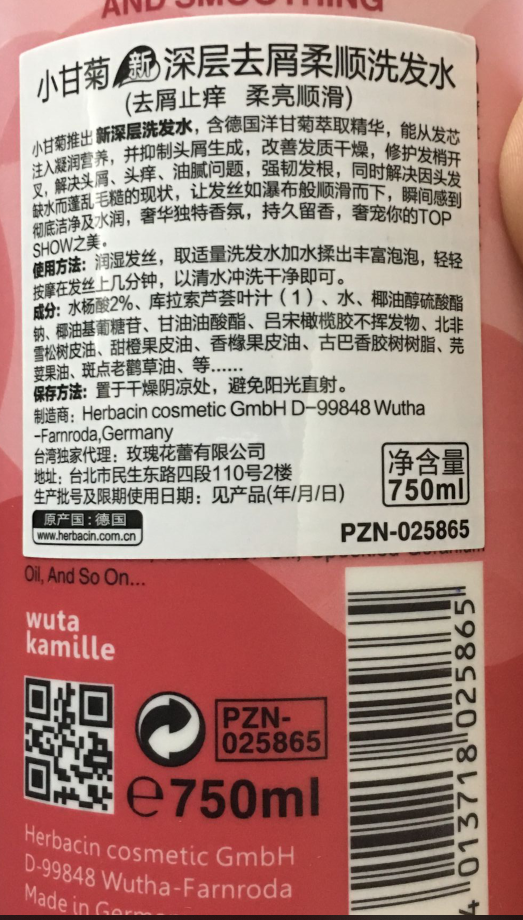 AND SMOOTHING
小甘菊 新 深层去屑柔顺洗发水
(去屑止痒 柔亮顺滑)
小甘菊推出新深层洗发水，含德国洋甘菊萃取精华，能从发芯
注入凝润营养，并抑制头屑生成，改善发质干燥，修护发梢开
叉，解决头屑、头痒、油腻问题，强韧发根，同时解决因头发
缺水而蓬乱毛糙的现状，让发丝如瀑布般顺滑而下，瞬间感到
彻底洁净及水润，奢华独特香氛，持久留香，奢宠你的TOP
SHOW之美。
使用方法：润湿发丝，取适量洗发水加水揉出丰富泡泡，轻轻
按摩在发丝上几分钟，以清水冲洗干净即可。
成分：水杨酸2%、库拉索芦荟叶汁（1）、水、椰油醇硫酸酯
钠、椰油基葡糖苷、甘油油酸酯、吕宋橄榄胶不挥发物、北非
雪松树皮油、甜橙果皮油、香橼果皮油、古巴香胶树树脂、芫
荽果油、斑点老鹳草油、等……
保存方法：置于干燥阴凉处，避免阳光直射。
制造商：Herbacin cosmetic GmbH D-99848 Wutha
-Farnroda,Germany
台湾独家代理：玫瑰花蕾有限公司
地址：台北市民生东路四段110号2楼
生产批号及限期使用日期：见产品(年/月/日)
净含量
750ml
原产国：德国
www.herbacin.com.cn
PZN-025865
Oil, And So On...
wuta
kamille
PZN-
025865
e750ml
Herbacin cosmetic GmbH
D-99848 Wutha-Farnroda
Made in
4 013718 025865